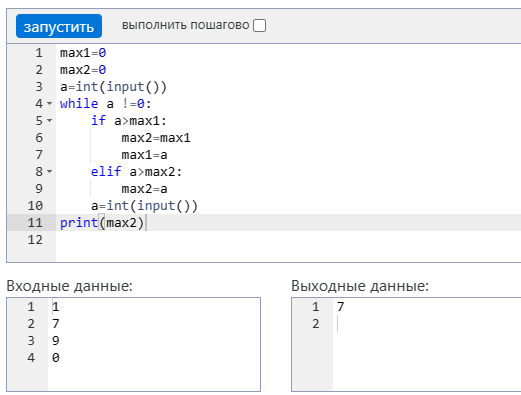 запустить выполнить пошагово
1 max1=0
2 max2=0
3 a=int(input())
4 while a !=0:
5 if a>max1:
6 max2=max1
7 max1=a
8 elif a>max2:
9 max2=a
10 a=int(input())
11 print(max2)
12
Входные данные: Выходные данные:
1 1 1 7
2 7 2
3 9
4 0